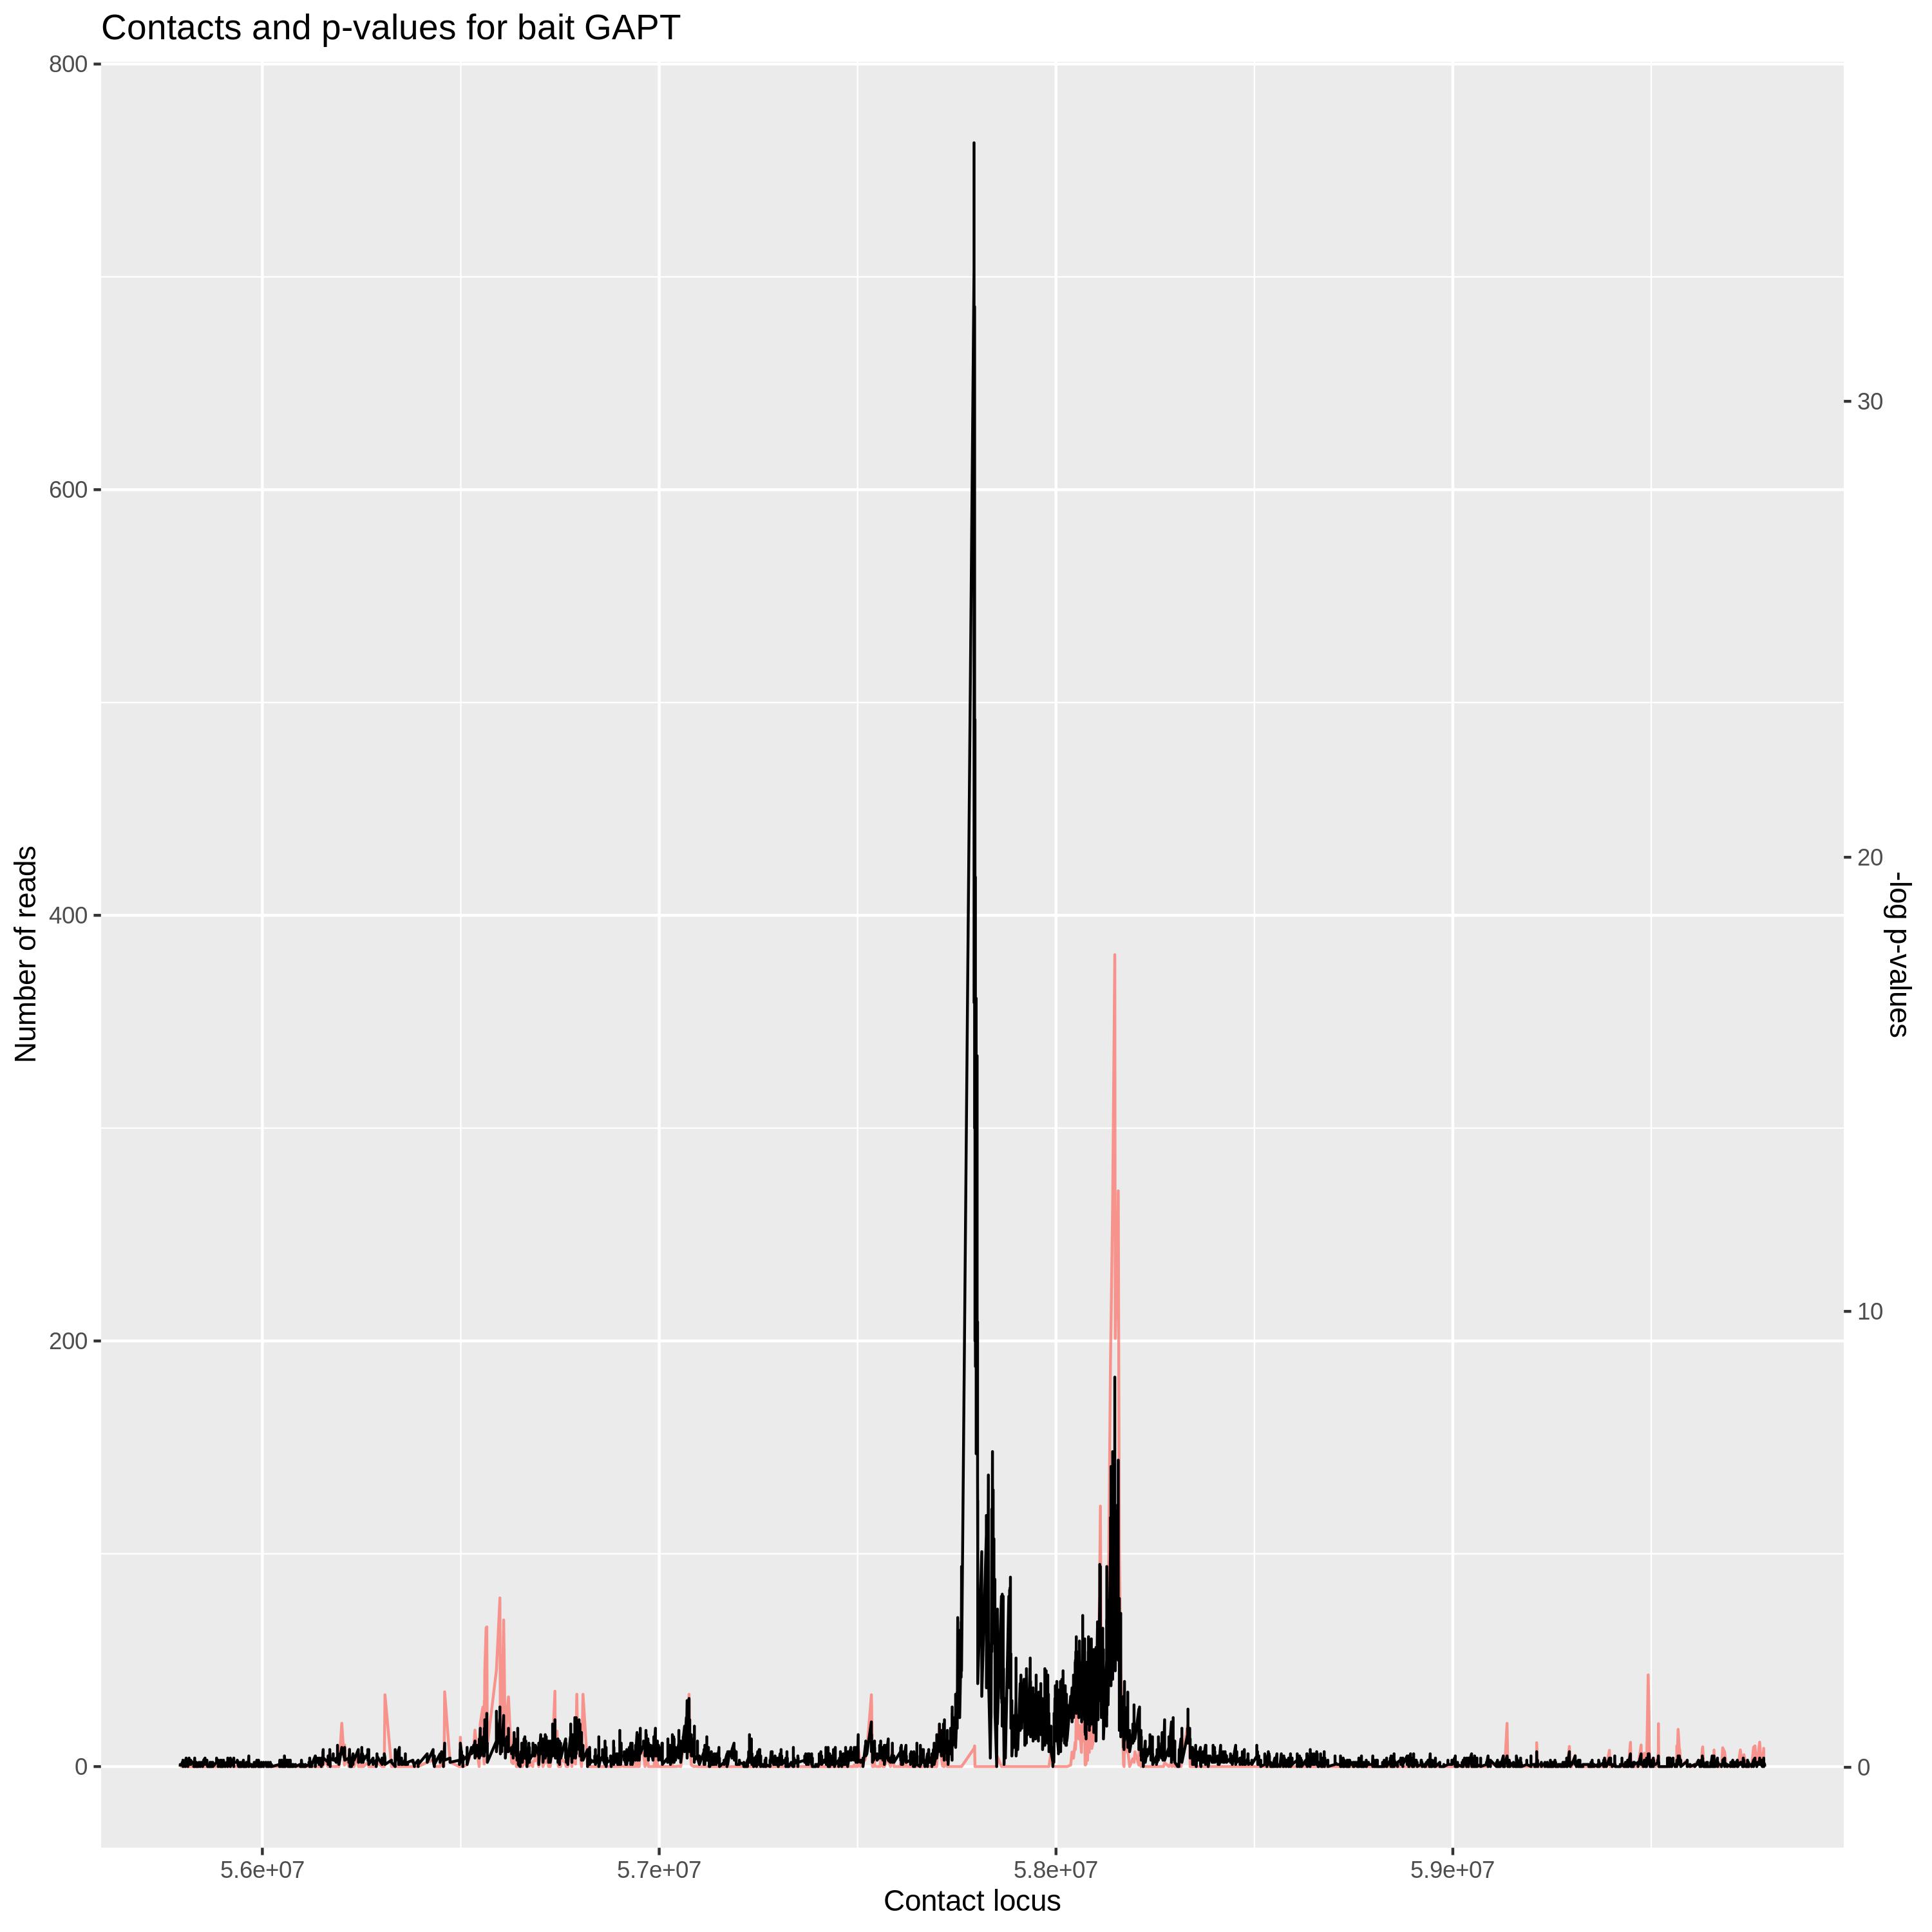 Contacts and p-values for bait GAPT
800
600
400
200
0
Number of reads
30
20
10
0
-log p-values
5.6e+07 5.7e+07 5.8e+07 5.9e+07
Contact locus